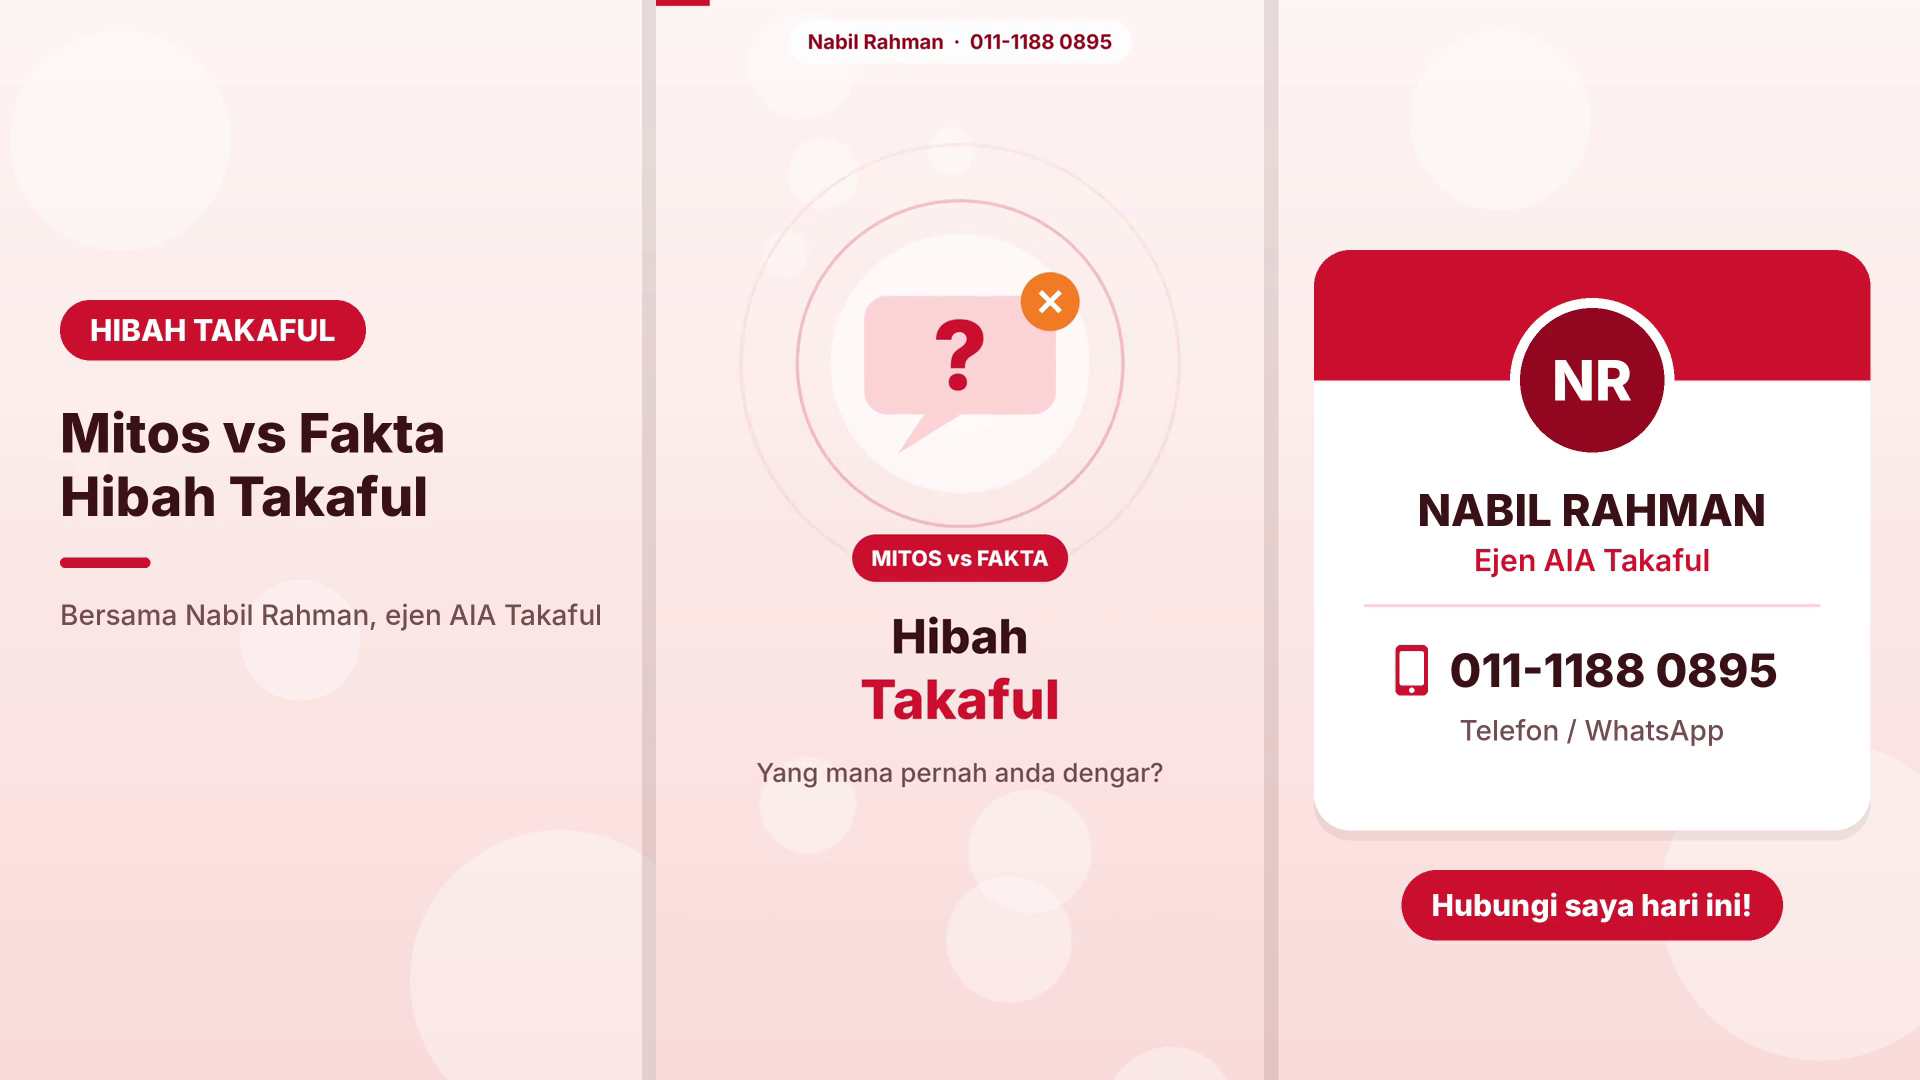 HIBAH TAKAFUL
Mitos vs Fakta
Hibah Takaful
Bersama Nabil Rahman, ejen AIA Takaful
Nabil Rahman · 011-1188 0895
?
MITOS vs FAKTA
Hibah
Takaful
Yang mana pernah anda dengar?
NR
NABIL RAHMAN
Ejen AIA Takaful
011-1188 0895
Telefon / WhatsApp
Hubungi saya hari ini!